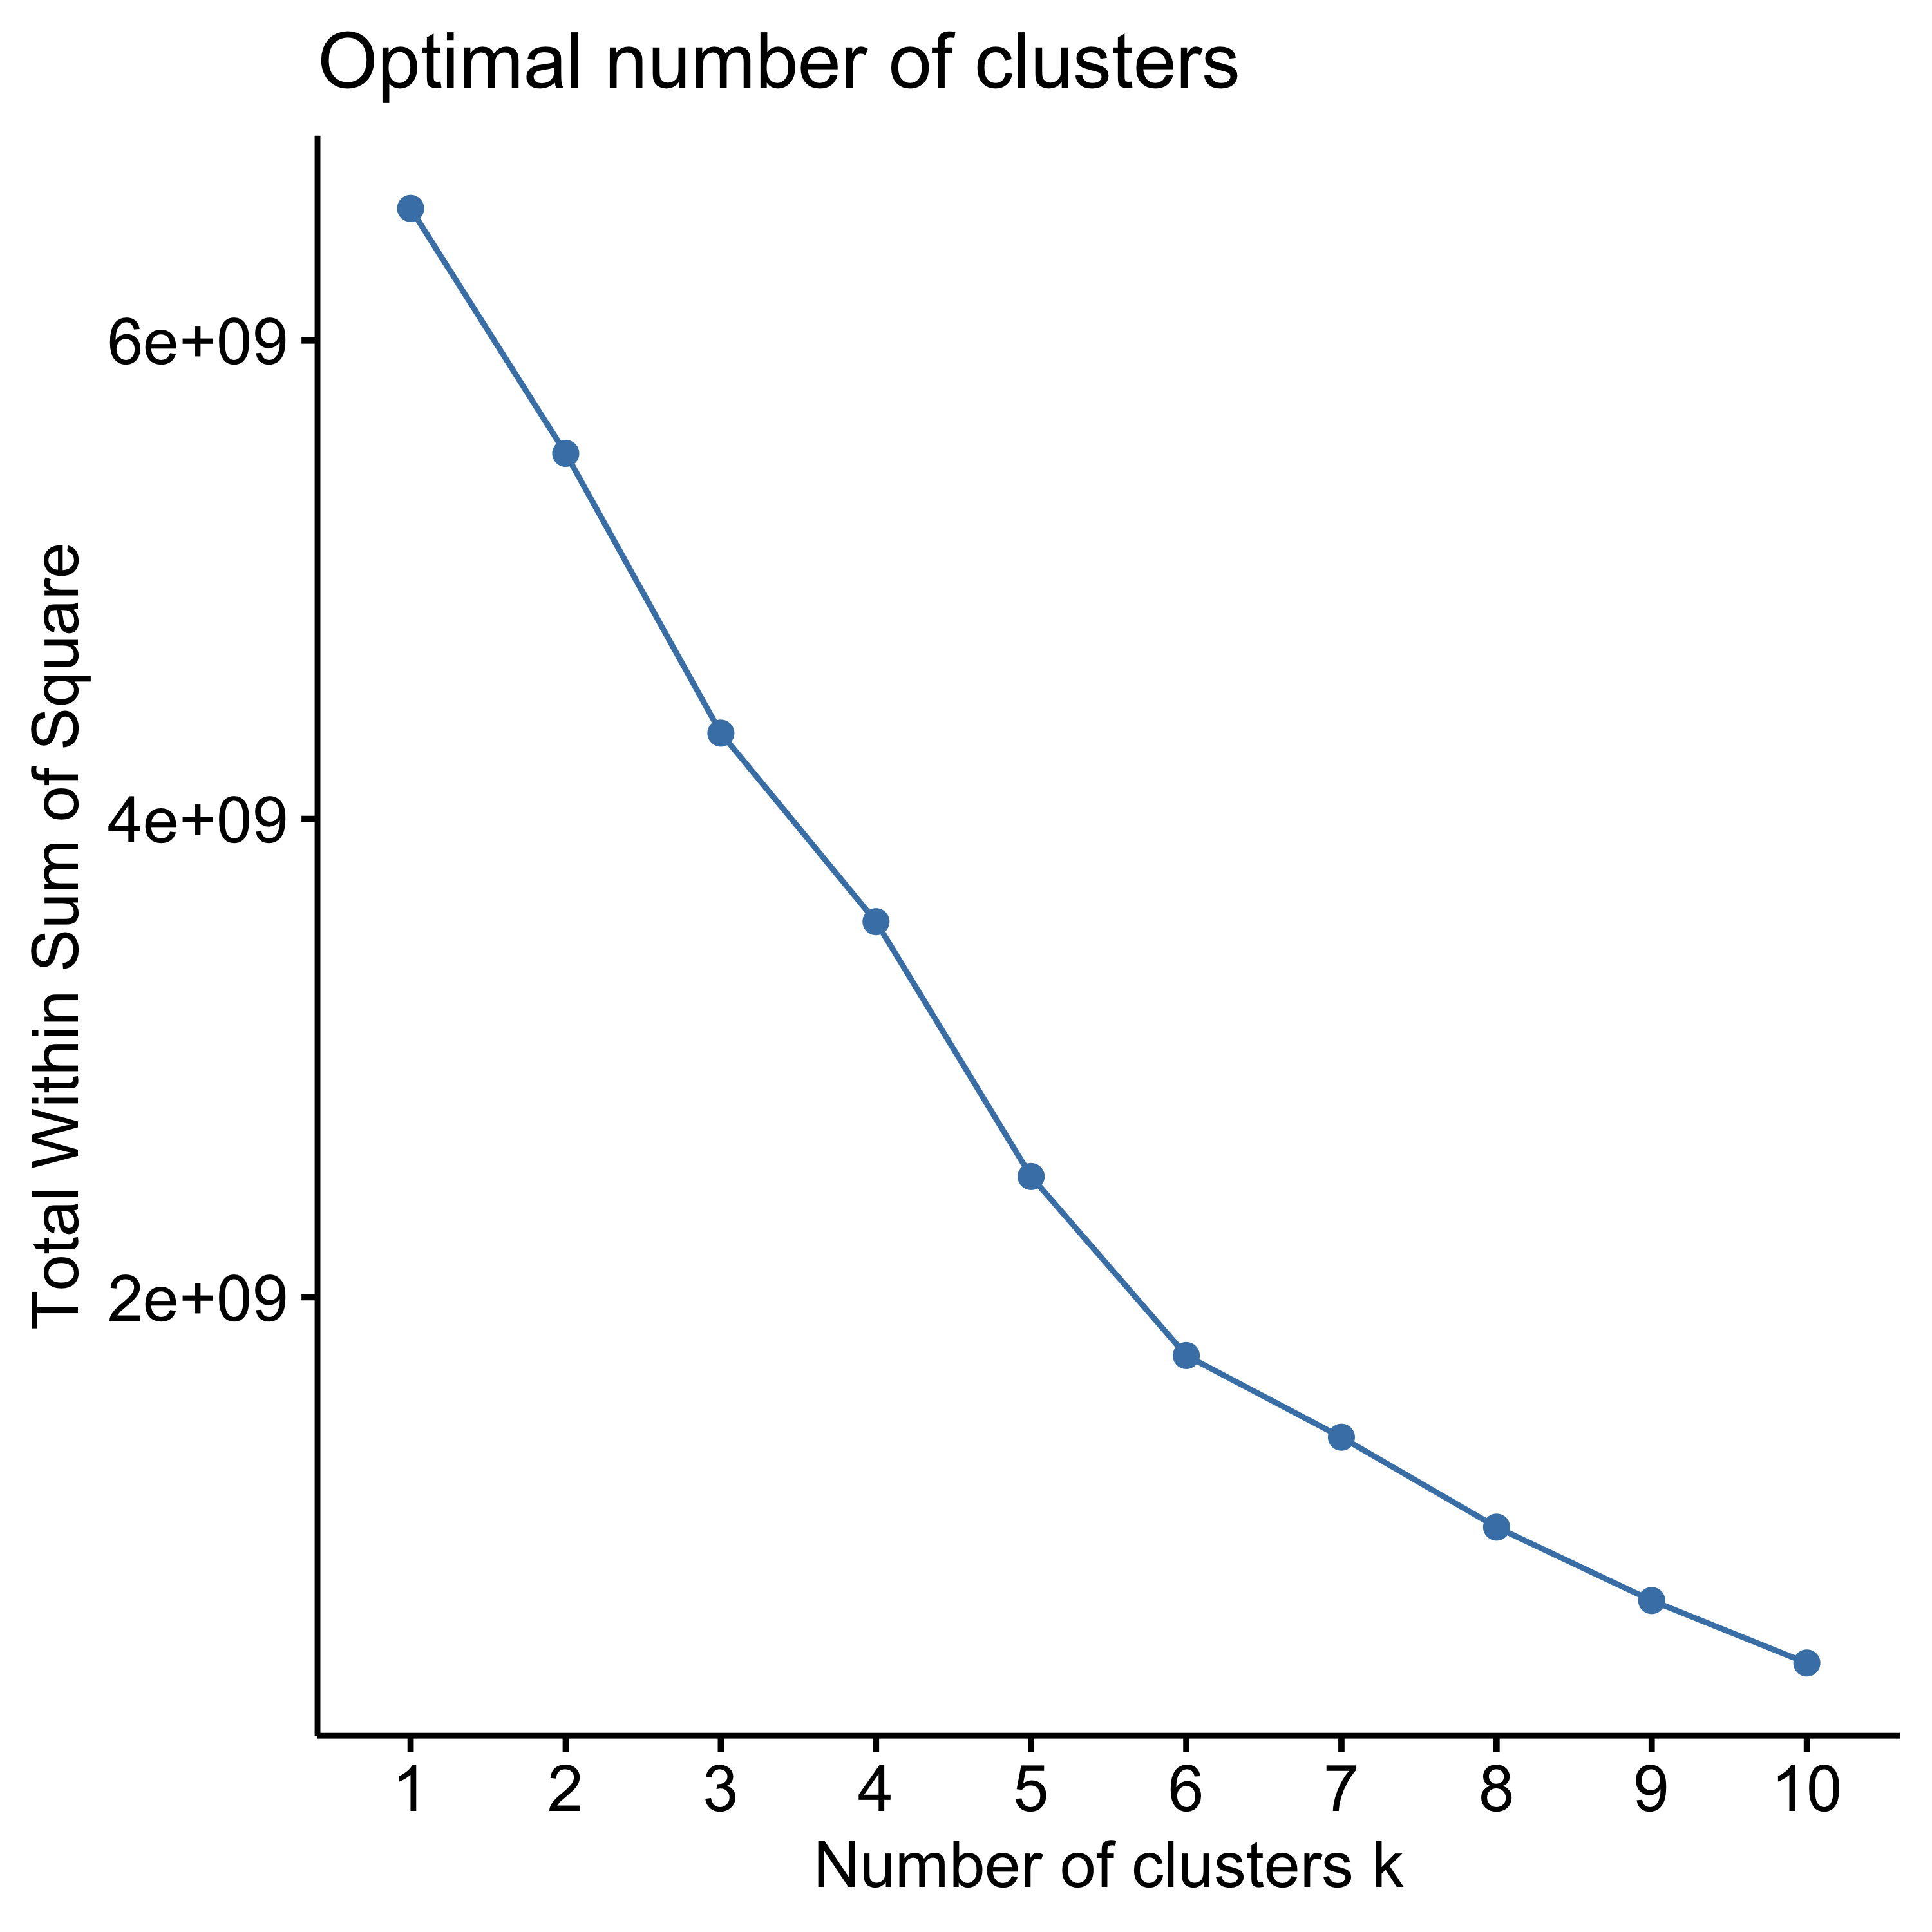 Optimal number of clusters
Total Within Sum of Square
6e+09
4e+09
2e+09
1 2 3 4 5 6 7 8 9 10
Number of clusters k